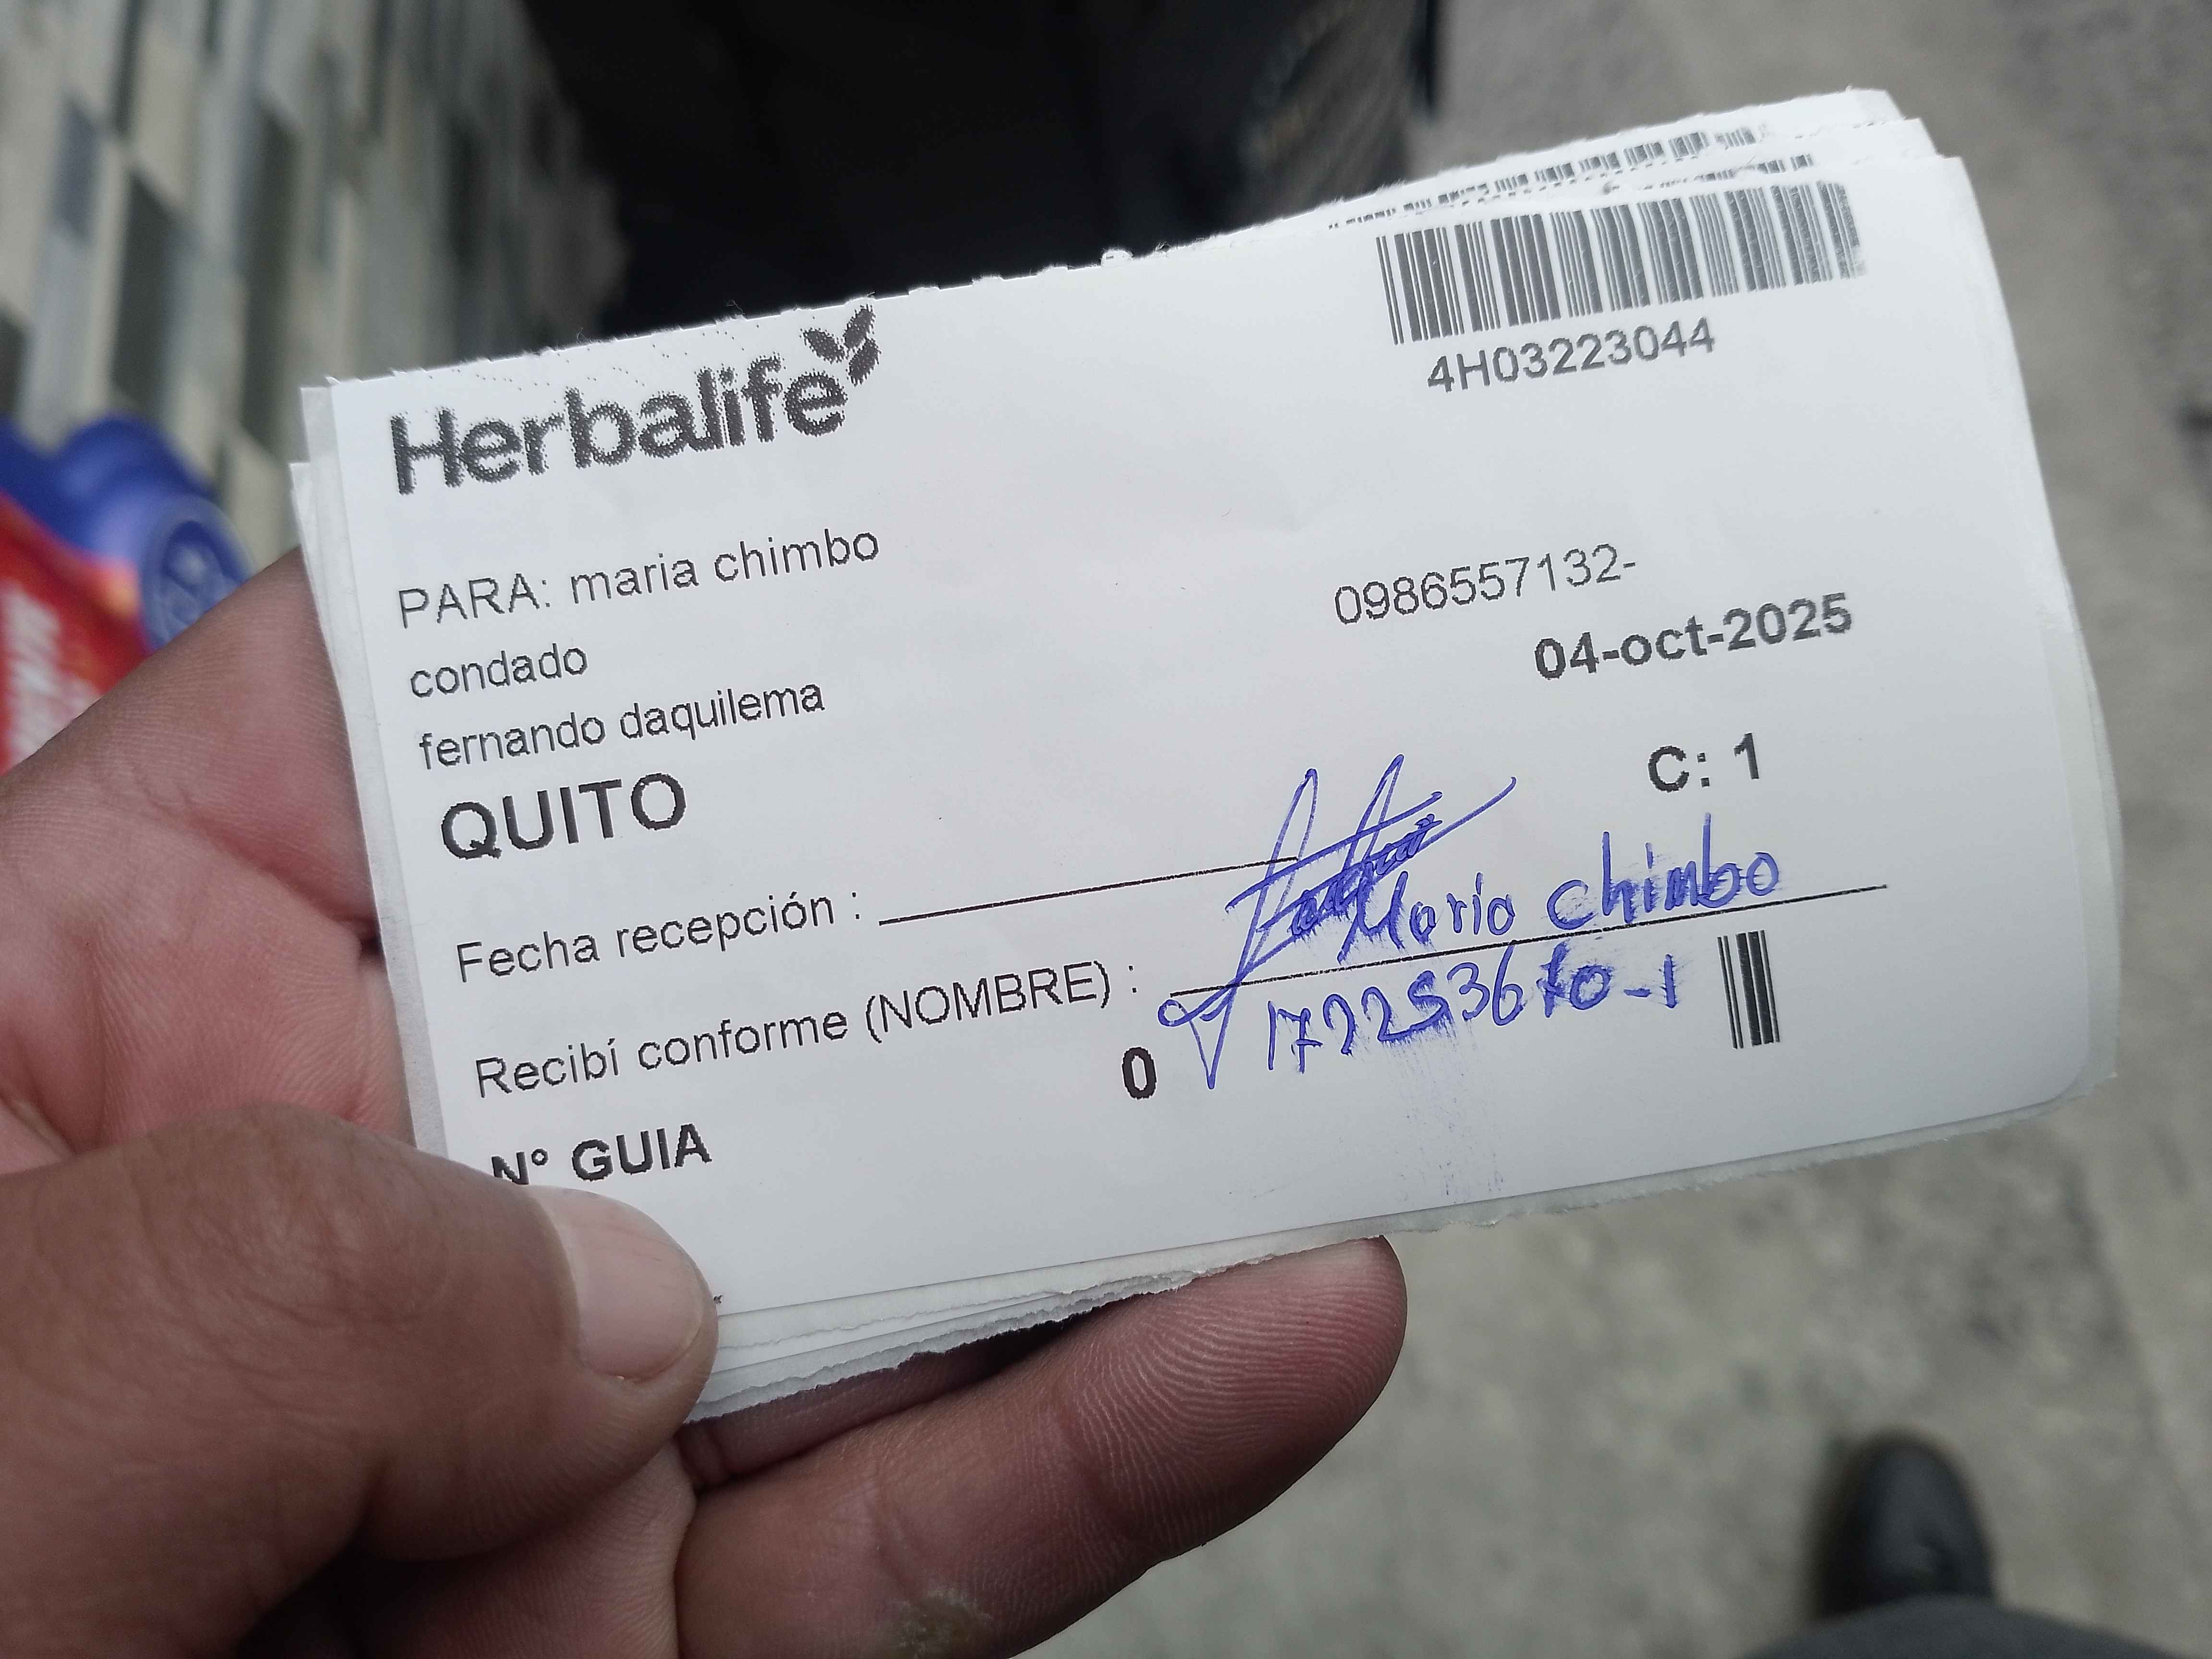 Herbalife
4H03223044
PARA: maria chimbo
0986557132-
condado
04-oct-2025
fernando daquilema
C: 1
QUITO
Fecha recepción :
Recibí conforme (NOMBRE) : Maria Chimbo
0
N° GUIA